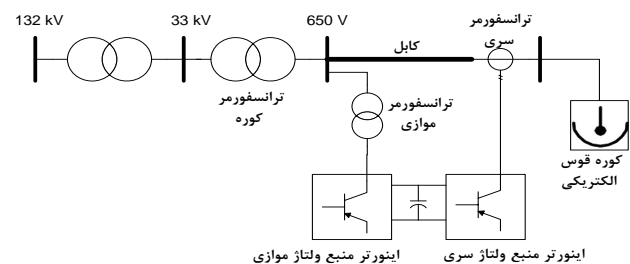 132 kV
33 kV
650 V
ترانسفورمر
سری
کابل
ترانسفورمر
کوره
ترانسفورمر
موازی
کوره قوس
الکتریکی
اینورتر منبع ولتاژ موازی
اینورتر منبع ولتاژ سری